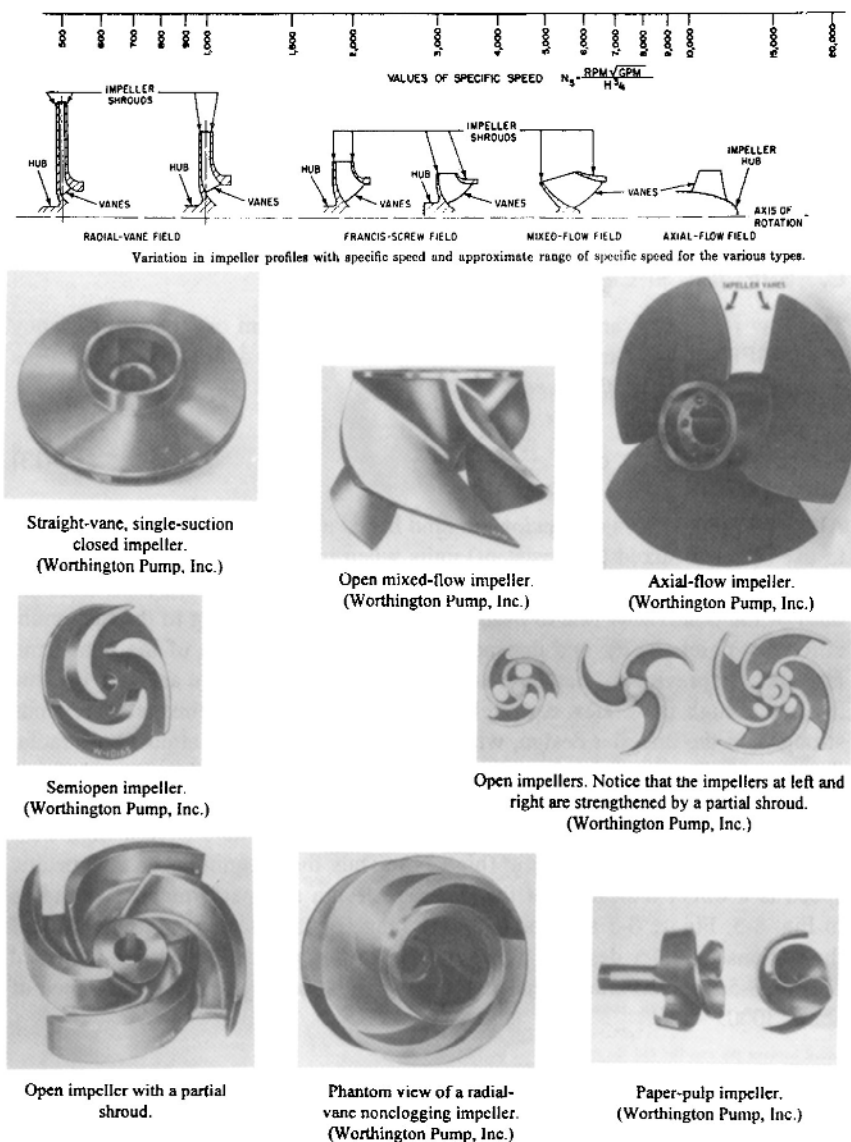 500
600
700
800
900
1,000
1,500
2,000
3,000
4,000
5,000
6,000
7,000
8,000
9,000
10,000
15,000
20,000
VALUES OF SPECIFIC SPEED Ns= RPM√GPM / H¾
IMPELLER SHROUDS
HUB
HUB
VANES
IMPELLER SHROUDS
HUB
HUB
VANES
VANES
IMPELLER HUB
AXIS OF ROTATION
RADIAL-VANE FIELD
FRANCIS-SCREW FIELD
MIXED-FLOW FIELD
AXIAL-FLOW FIELD
Variation in impeller profiles with specific speed and approximate range of specific speed for the various types.
IMPELLER VANES
Straight-vane, single-suction
closed impeller.
(Worthington Pump, Inc.)
Open mixed-flow impeller.
(Worthington Pump, Inc.)
Axial-flow impeller.
(Worthington Pump, Inc.)
Semiopen impeller.
(Worthington Pump, Inc.)
Open impellers. Notice that the impellers at left and
right are strengthened by a partial shroud.
(Worthington Pump, Inc.)
Open impeller with a partial
shroud.
Phantom view of a radial-
vane nonclogging impeller.
(Worthington Pump, Inc.)
Paper-pulp impeller.
(Worthington Pump, Inc.)